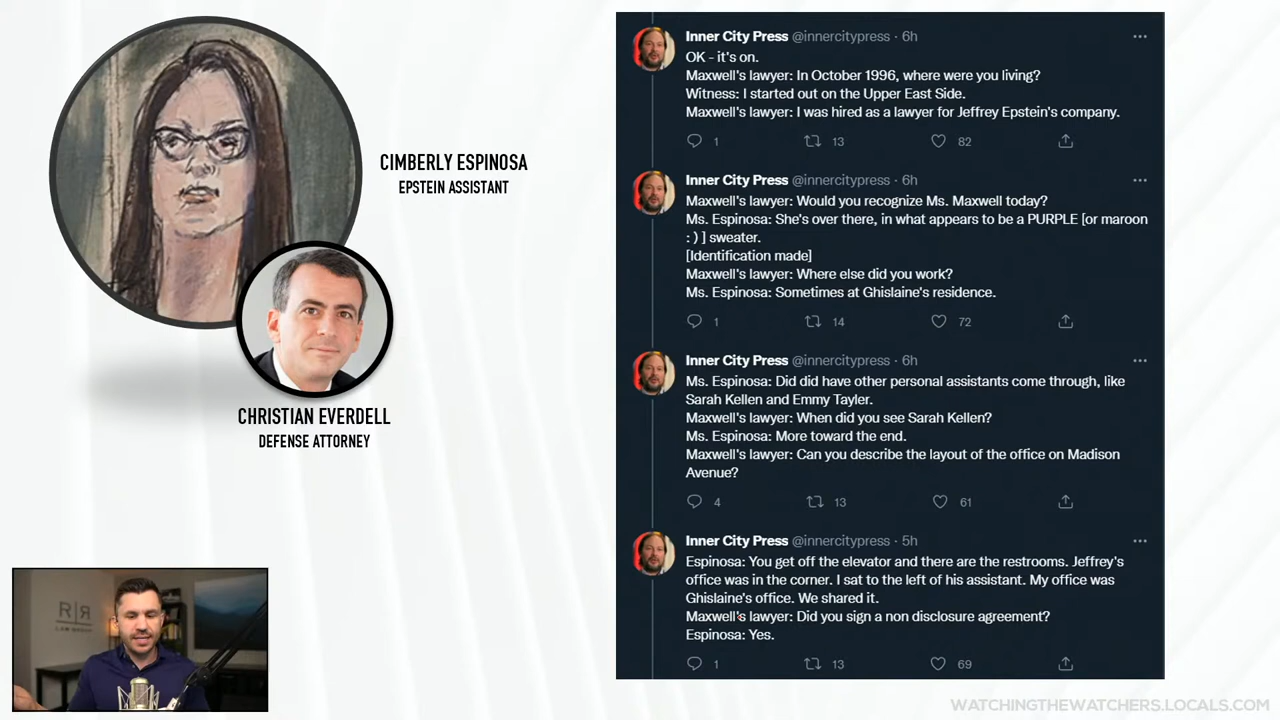 CIMBERLY ESPINOSA
EPSTEIN ASSISTANT
CHRISTIAN EVERDELL
DEFENSE ATTORNEY
R|R
LAW GROUP
Inner City Press @innercitypress · 6h
OK - it's on.
Maxwell's lawyer: In October 1996, where were you living?
Witness: I started out on the Upper East Side.
Maxwell's lawyer: I was hired as a lawyer for Jeffrey Epstein's company.
1 13 82
Inner City Press @innercitypress · 6h
Maxwell's lawyer: Would you recognize Ms. Maxwell today?
Ms. Espinosa: She's over there, in what appears to be a PURPLE [or maroon
: ) ] sweater.
[Identification made]
Maxwell's lawyer: Where else did you work?
Ms. Espinosa: Sometimes at Ghislaine's residence.
1 14 72
Inner City Press @innercitypress · 6h
Ms. Espinosa: Did did have other personal assistants come through, like
Sarah Kellen and Emmy Tayler.
Maxwell's lawyer: When did you see Sarah Kellen?
Ms. Espinosa: More toward the end.
Maxwell's lawyer: Can you describe the layout of the office on Madison
Avenue?
4 13 61
Inner City Press @innercitypress · 5h
Espinosa: You get off the elevator and there are the restrooms. Jeffrey's
office was in the corner. I sat to the left of his assistant. My office was
Ghislaine's office. We shared it.
Maxwell's lawyer: Did you sign a non disclosure agreement?
Espinosa: Yes.
1 13 69
WATCHINGTHEWATCHERS.LOCALS.COM